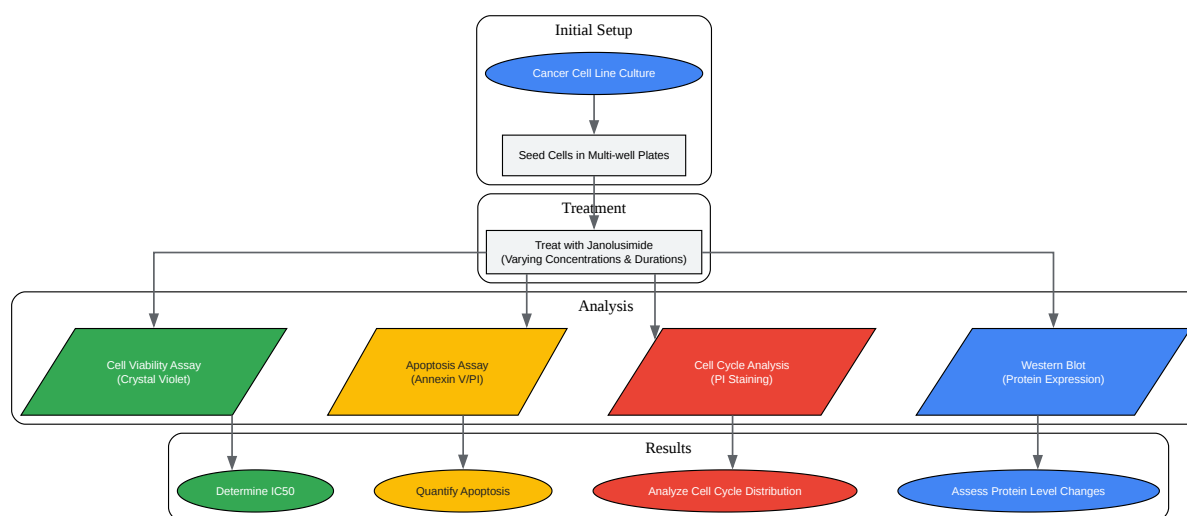 Initial Setup
Cancer Cell Line Culture
Seed Cells in Multi-well Plates
Treatment
Treat with Janolusimide
(Varying Concentrations & Durations)
Analysis
Cell Viability Assay
(Crystal Violet)
Apoptosis Assay
(Annexin V/PI)
Cell Cycle Analysis
(PI Staining)
Western Blot
(Protein Expression)
Results
Determine IC50
Quantify Apoptosis
Analyze Cell Cycle Distribution
Assess Protein Level Changes